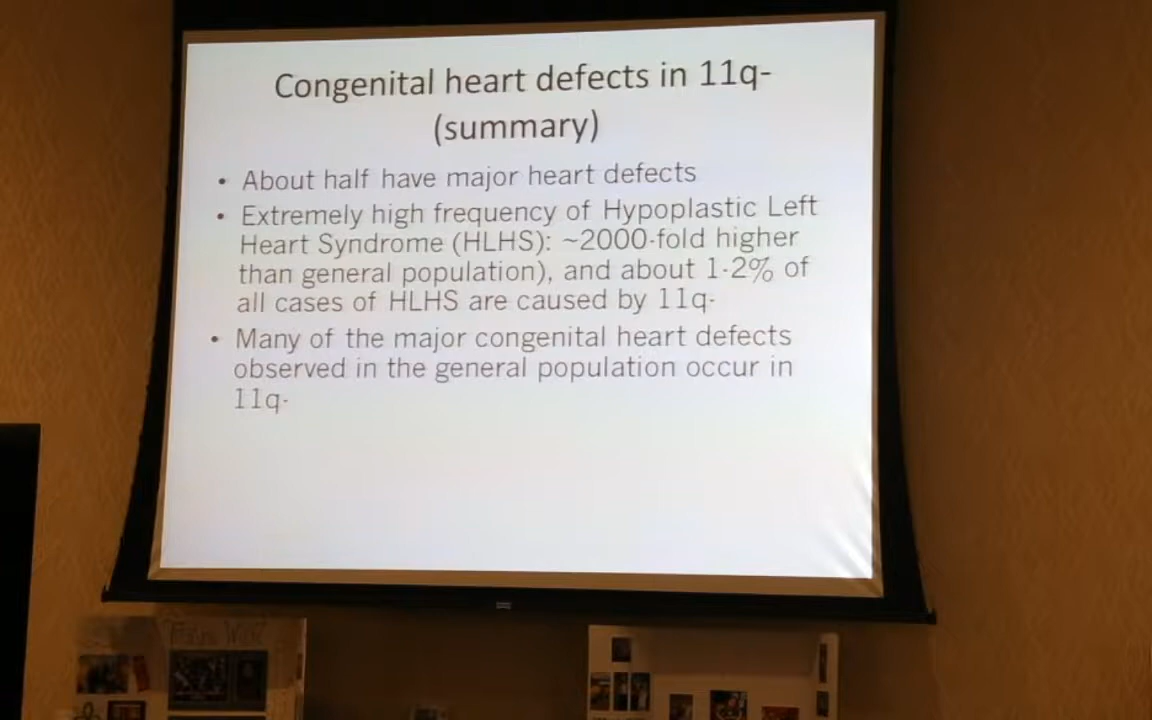 Congenital heart defects in 11q-
(summary)
• About half have major heart defects
• Extremely high frequency of Hypoplastic Left
Heart Syndrome (HLHS): ~2000-fold higher
than general population), and about 1-2% of
all cases of HLHS are caused by 11q-
• Many of the major congenital heart defects
observed in the general population occur in
11q-